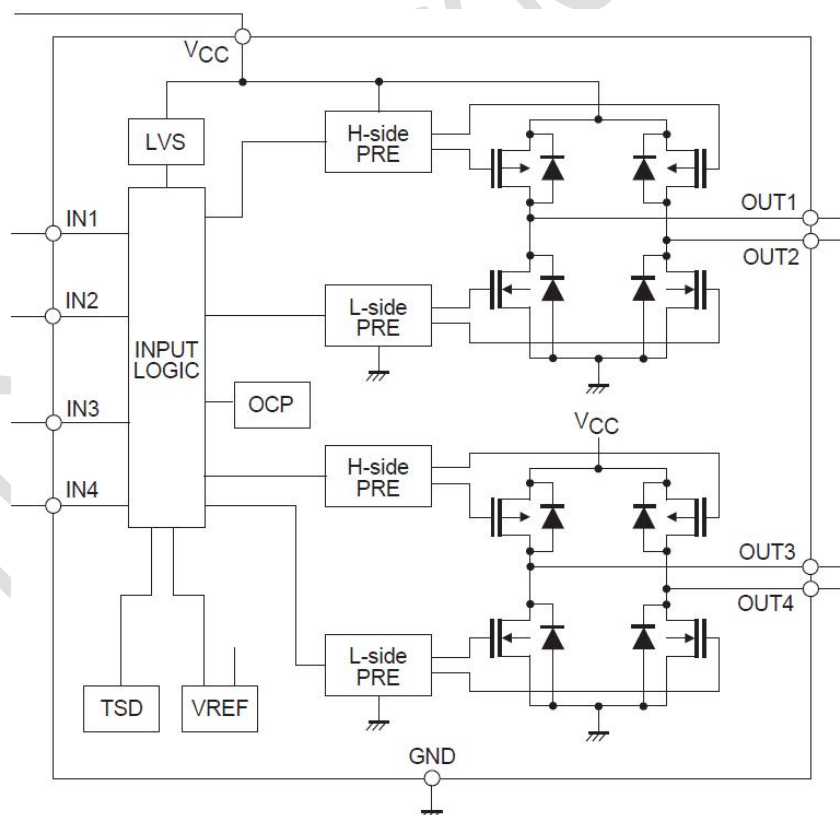 VCC
LVS
H-side
PRE
OUT1
IN1
OUT2
IN2
L-side
PRE
INPUT
LOGIC
OCP
IN3
VCC
H-side
PRE
IN4
OUT3
OUT4
L-side
PRE
TSD
VREF
GND